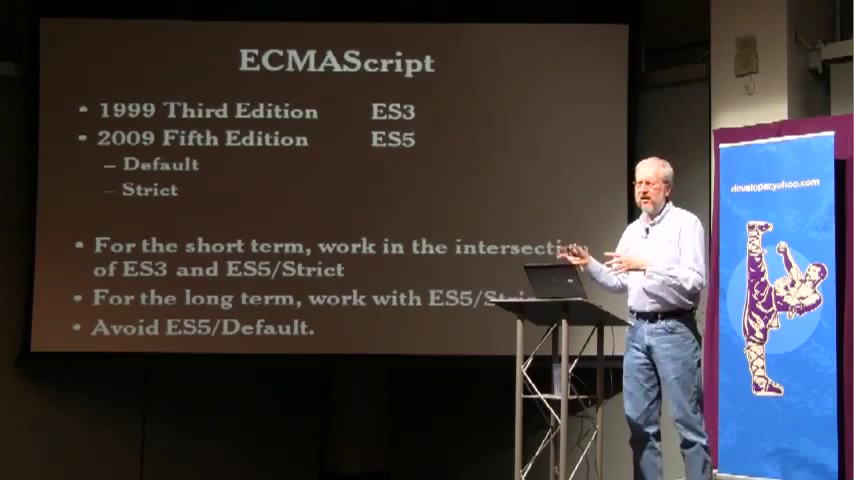 ECMAScript
• 1999 Third Edition ES3
• 2009 Fifth Edition ES5
– Default
– Strict
• For the short term, work in the intersecti
of ES3 and ES5/Strict
• For the long term, work with ES5/Stri
• Avoid ES5/Default.
developer.yahoo.com